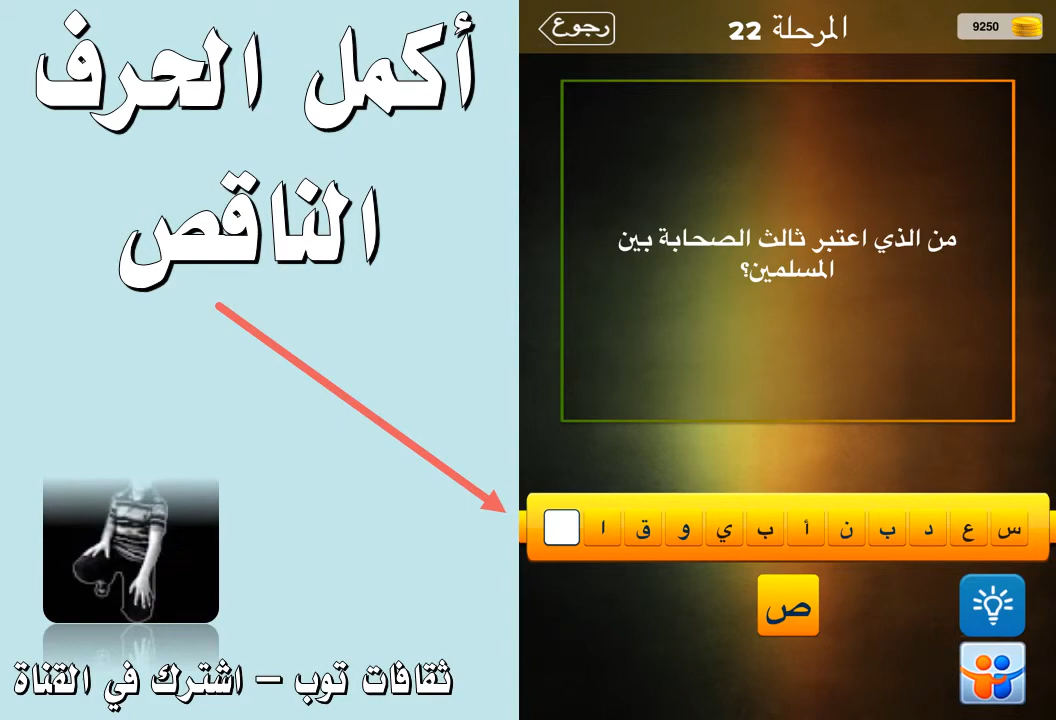 أكمل الحرف
الناقص
ثقافات توب – اشترك في القناة
رجوع
المرحلة 22
9250
من الذي اعتبر ثالث الصحابة بين
المسلمين؟
س ع د ب ن أ ب ي و ق ا
ص